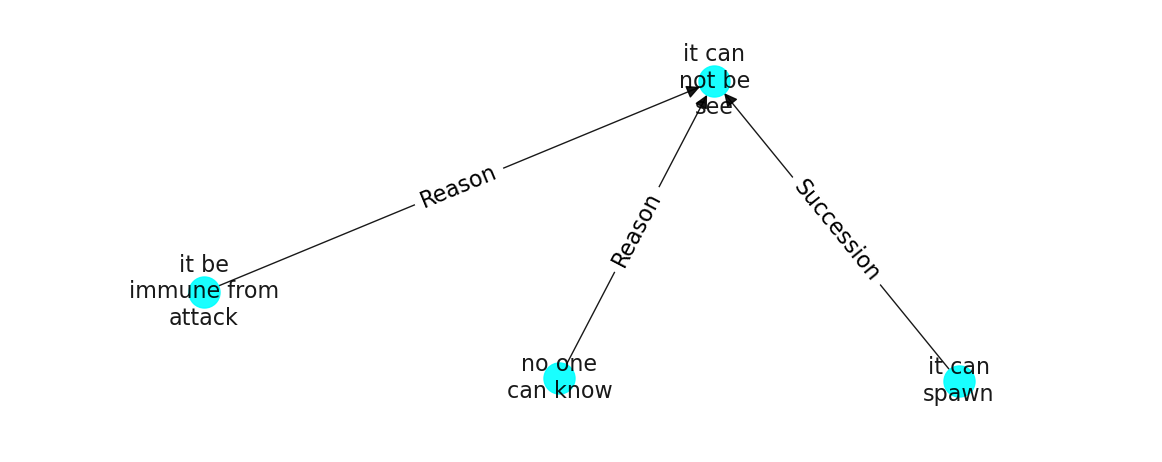 it can
not be
see
Reason
Reason
Succession
it be
immune from
attack
no one
can know
it can
spawn